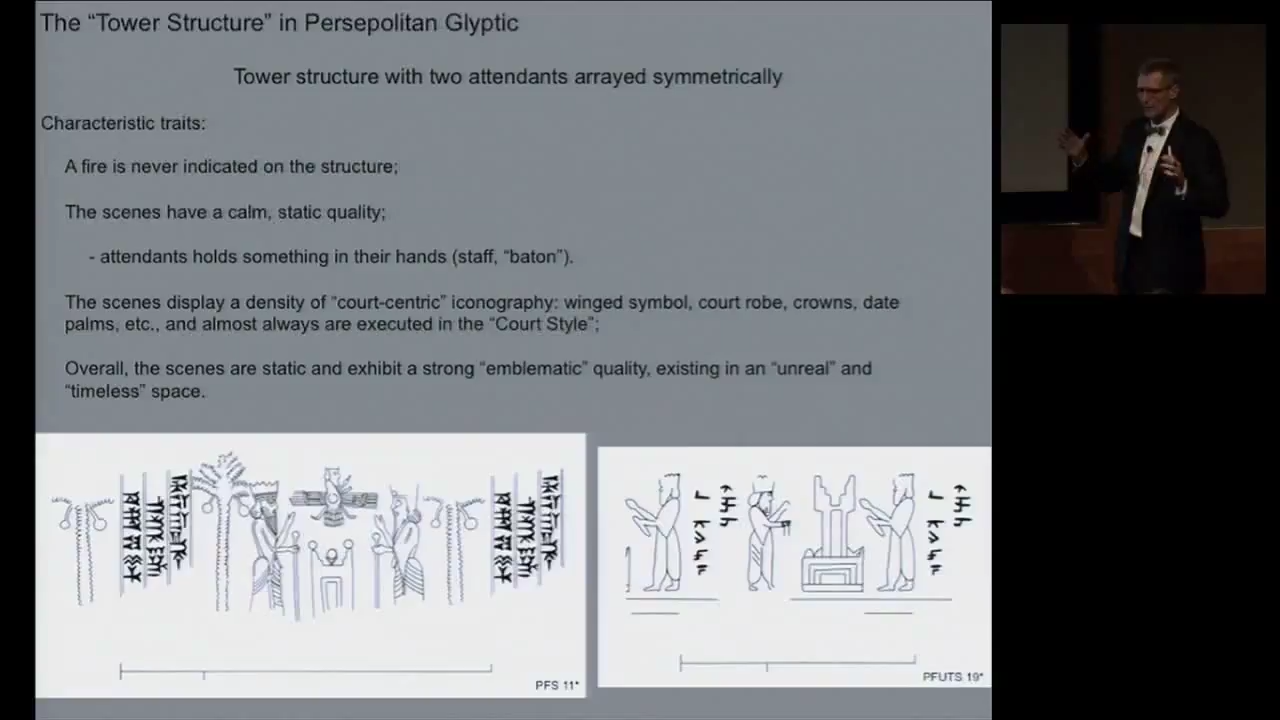 The “Tower Structure” in Persepolitan Glyptic
Tower structure with two attendants arrayed symmetrically
Characteristic traits:
A fire is never indicated on the structure;
The scenes have a calm, static quality;
- attendants holds something in their hands (staff, “baton”).
The scenes display a density of “court-centric” iconography: winged symbol, court robe, crowns, date
palms, etc., and almost always are executed in the “Court Style”;
Overall, the scenes are static and exhibit a strong “emblematic” quality, existing in an “unreal” and
“timeless” space.
PFS 11*
PFUTS 19*